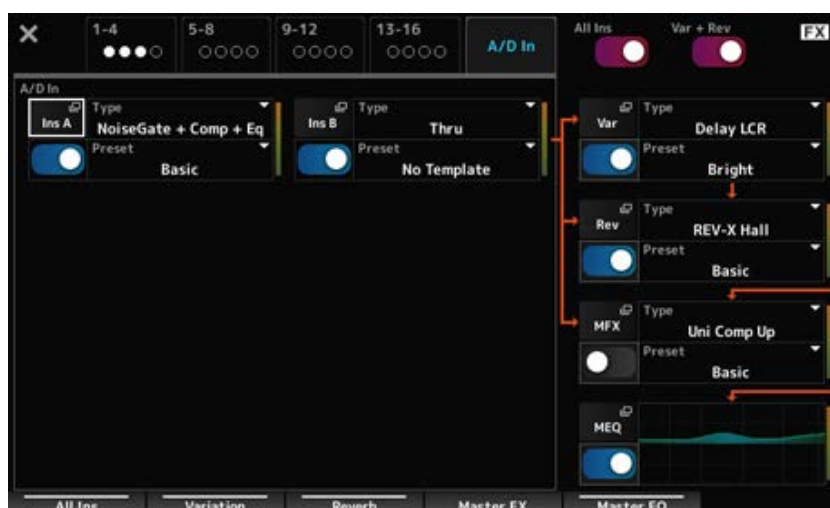 1-4 5-8 9-12 13-16 A/D In All Ins Var + Rev FX
A/D In
Ins A Type NoiseGate + Comp + Eq Ins B Type Thru
Preset Basic Preset No Template
Var Type Delay LCR
Preset Bright
Rev Type REV-X Hall
Preset Basic
MFX Type Uni Comp Up
Preset Basic
MEQ
All Ins Variation Reverb Master FX Master EQ